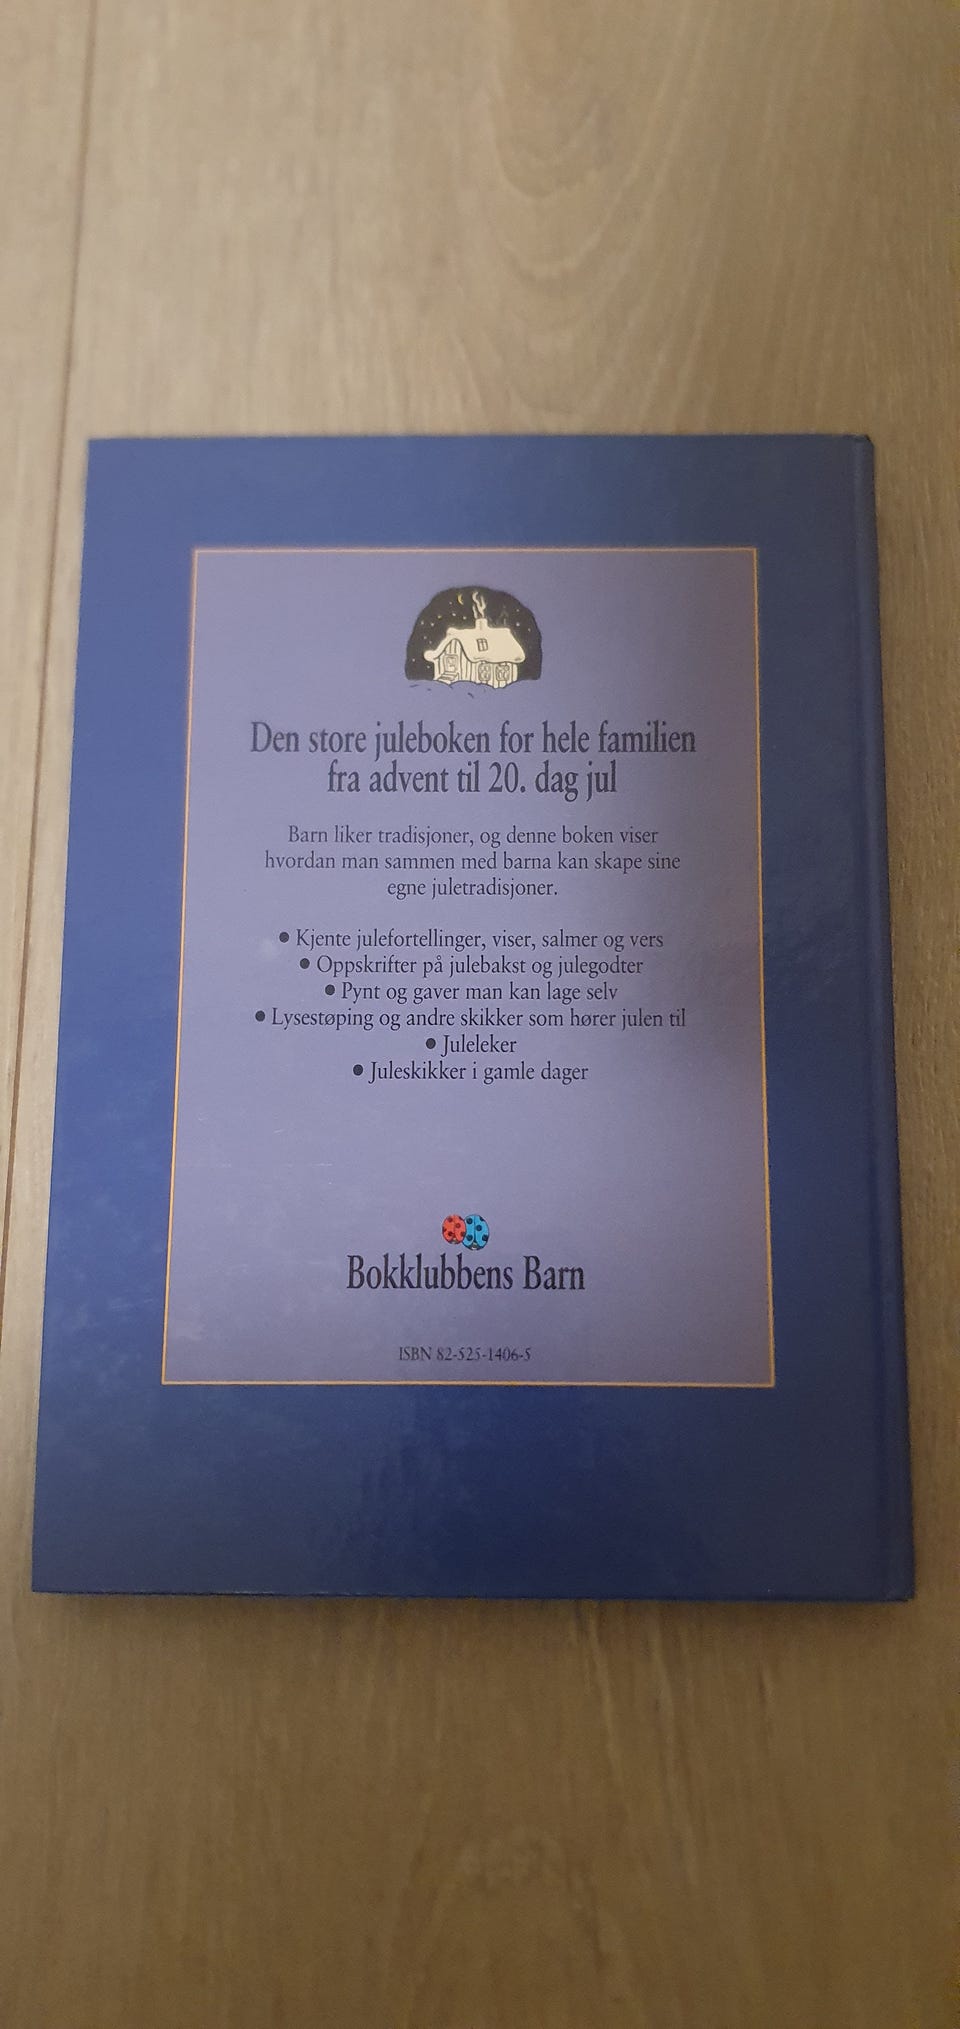 Den store juleboken for hele familien
fra advent til 20. dag jul
Barn liker tradisjoner, og denne boken viser
hvordan man sammen med barna kan skape sine
egne juletradisjoner.
● Kjente julefortellinger, viser, salmer og vers
● Oppskrifter på julebakst og julegodter
● Pynt og gaver man kan lage selv
● Lysestøping og andre skikker som hører julen til
● Juleleker
● Juleskikker i gamle dager
Bokklubbens Barn
ISBN 82-525-1406-5